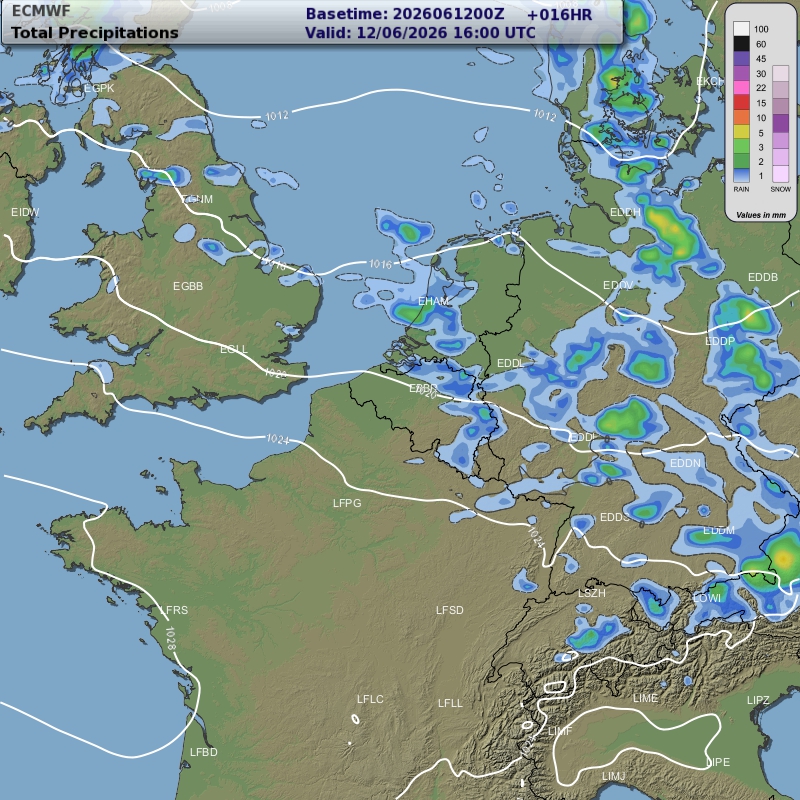 ECMWF
Basetime: 2026061200Z +016HR
Total Precipitations
Valid: 12/06/2026 16:00 UTC
EGPK
EKCH
1012
1012
EIDW
EGNM
EDDH
1016
1016
EGBB
EHAM
EDDV
EDDB
EGLL
EDDL
EDDP
1020
EBBR
1020
1024
EDDF
EDDN
LFPG
EDDS
EDDM
1024
LFRS
LFSD
LSZH
LOWI
1028
LFLC
LFLL
LIME
LIPZ
LIMF
LFBD
LIPE
LIMJ
100
60
45
30
22
15
10
5
3
2
1
RAIN
SNOW
Values in mm